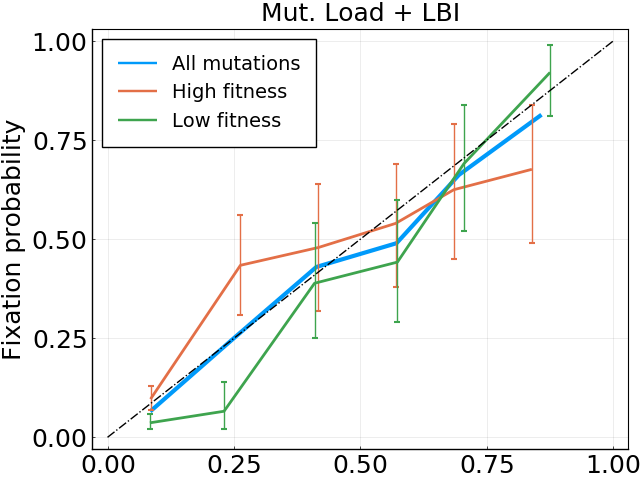 Mut. Load + LBI
Fixation probability
1.00
0.75
0.50
0.25
0.00
All mutations
High fitness
Low fitness
0.00 0.25 0.50 0.75 1.00